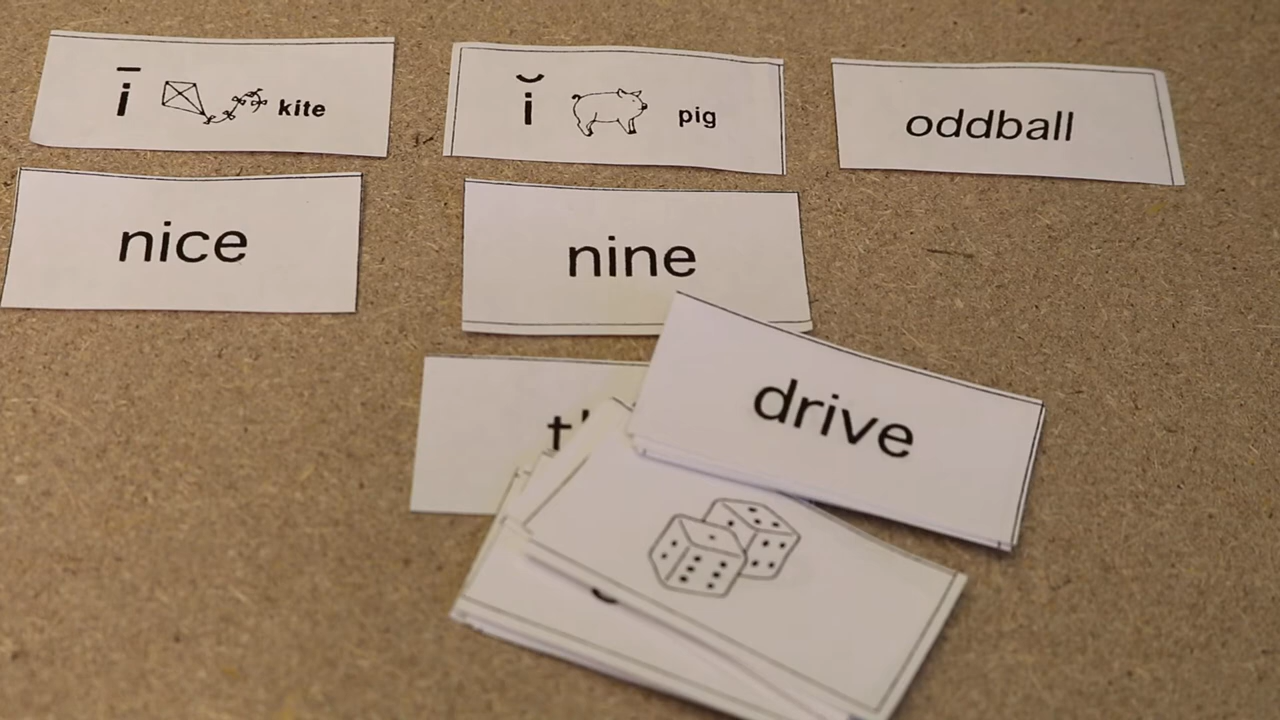 ī kite
ĭ pig
oddball
nice
nine
drive